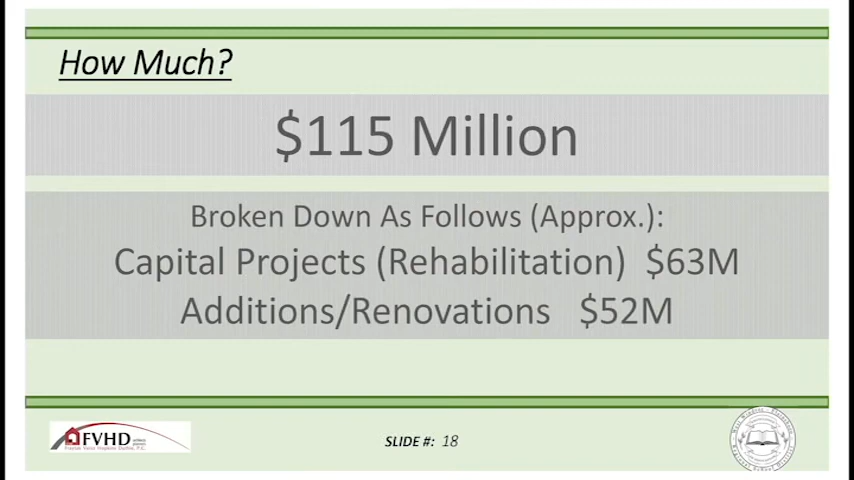 How Much?
$115 Million
Broken Down As Follows (Approx.):
Capital Projects (Rehabilitation) $63M
Additions/Renovations $52M
FVHD
SLIDE #: 18